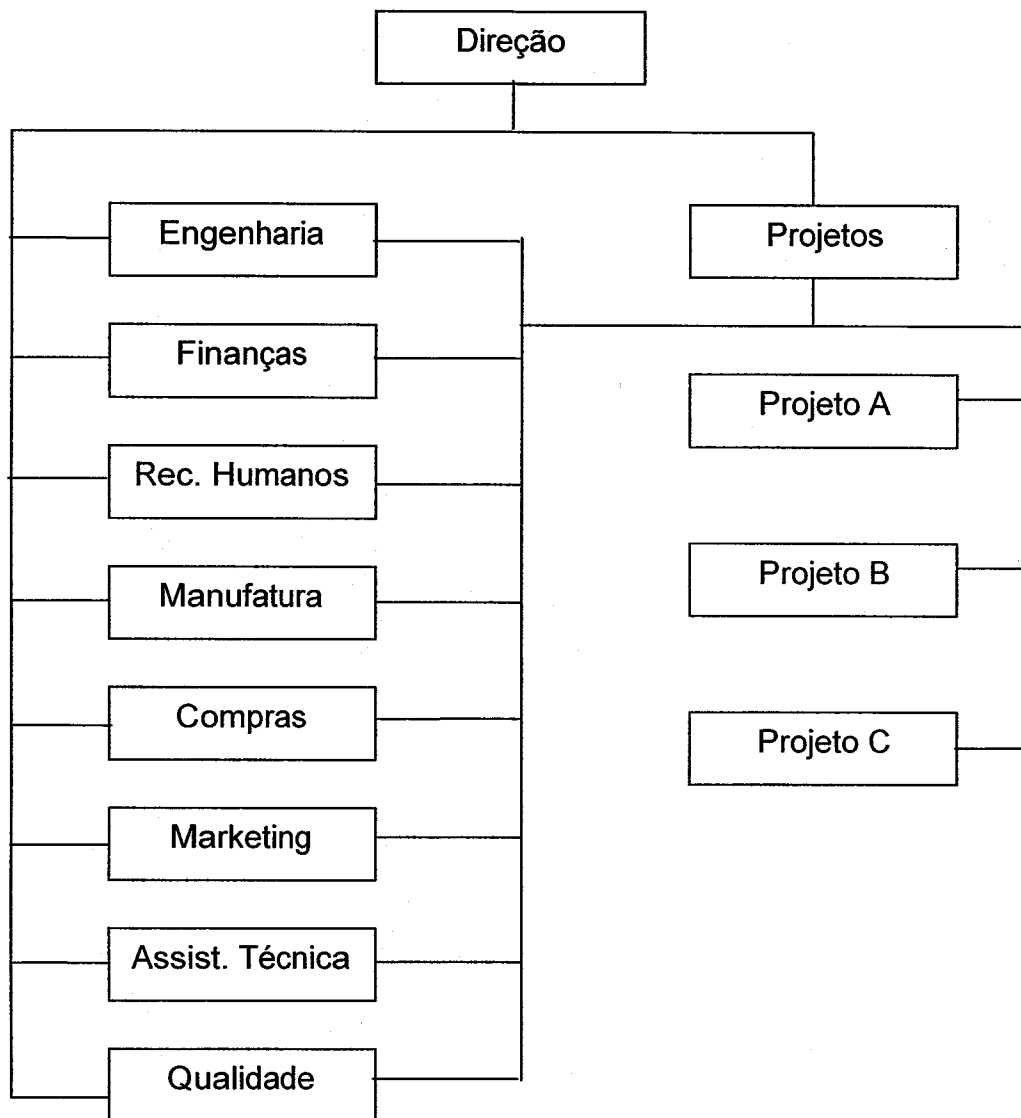 Direção
Engenharia
Finanças
Rec. Humanos
Manufatura
Compras
Marketing
Assist. Técnica
Qualidade
Projetos
Projeto A
Projeto B
Projeto C